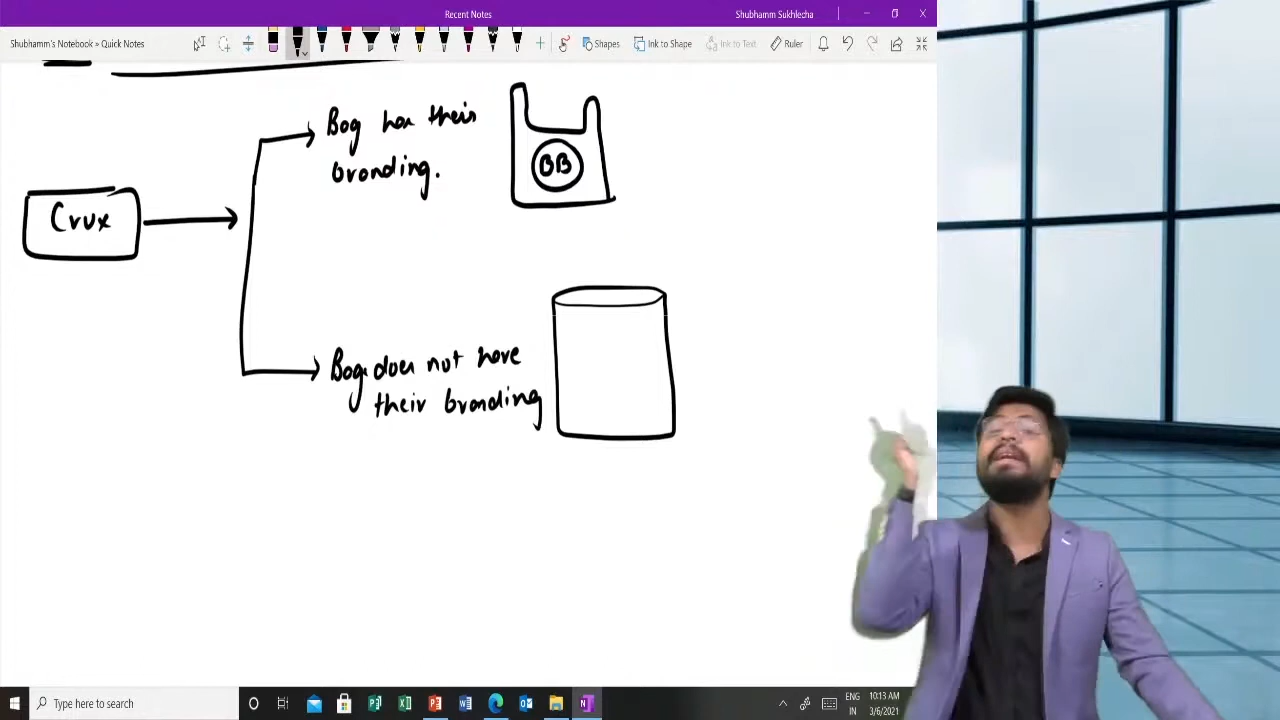 Recent Notes
Shubhamm Sukhlecha
Shubhamm's Notebook » Quick Notes
Shapes
Ink to Shape
Ink to Text
Ruler
Bag has their
branding.
BB
Crux
Bag does not have
their branding
Type here to search
ENG
IN
10:13 AM
3/6/2021